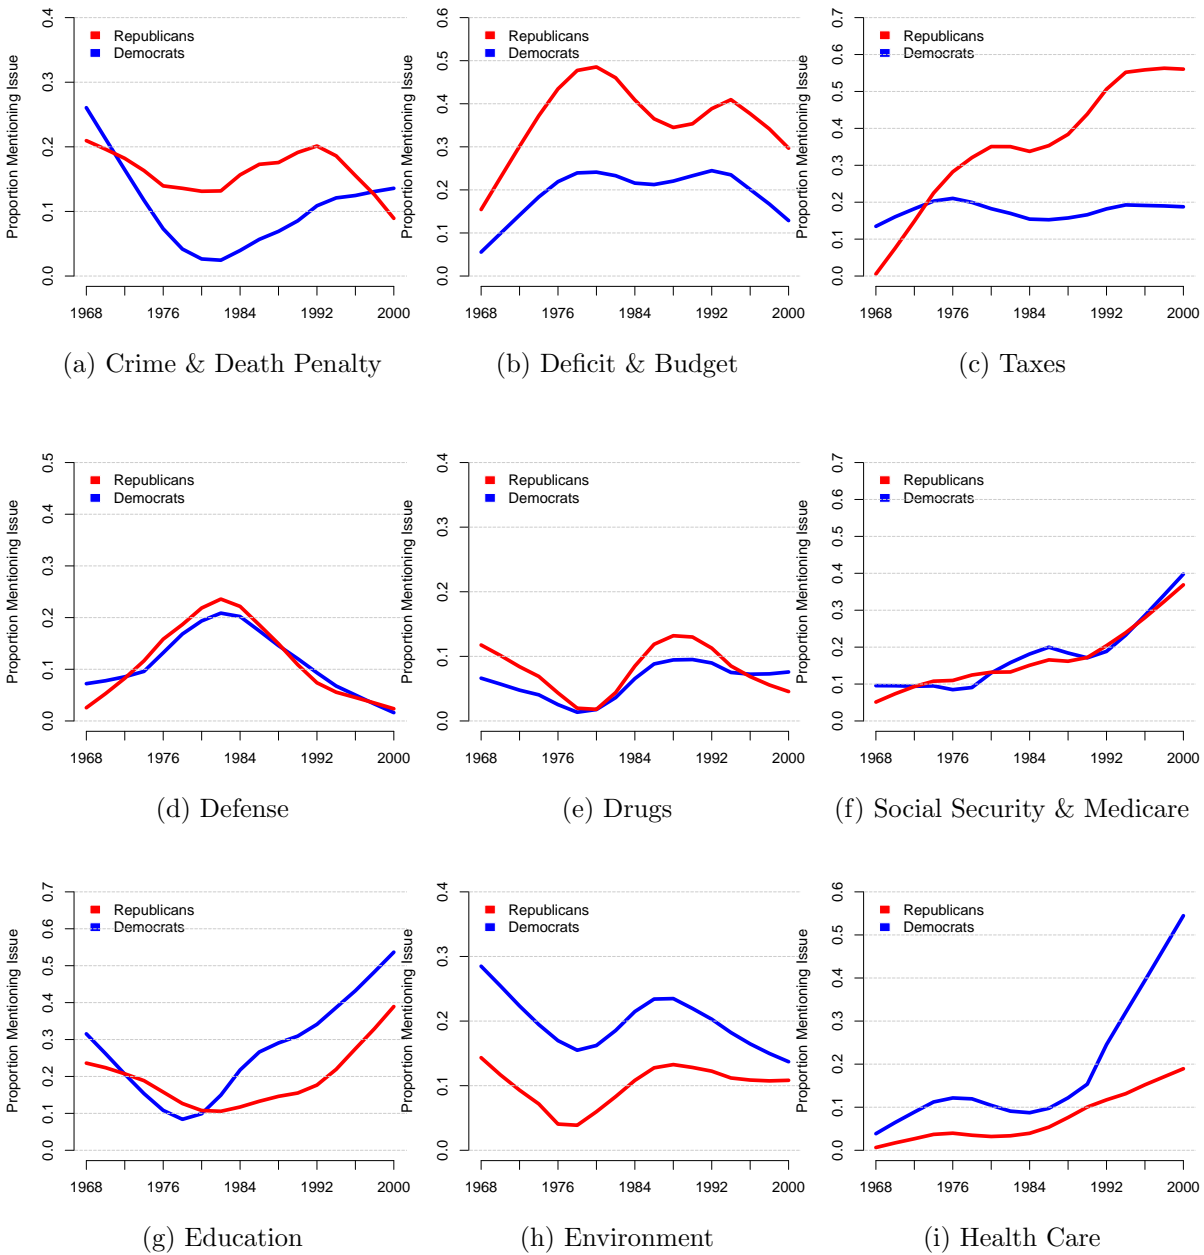 Proportion Mentioning Issue
0.0 0.1 0.2 0.3 0.4
Republicans
Democrats
1968 1976 1984 1992 2000
(a) Crime & Death Penalty
Proportion Mentioning Issue
0.0 0.1 0.2 0.3 0.4 0.5 0.6
Republicans
Democrats
1968 1976 1984 1992 2000
(b) Deficit & Budget
Proportion Mentioning Issue
0.0 0.1 0.2 0.3 0.4 0.5 0.6 0.7
Republicans
Democrats
1968 1976 1984 1992 2000
(c) Taxes
Proportion Mentioning Issue
0.0 0.1 0.2 0.3 0.4 0.5
Republicans
Democrats
1968 1976 1984 1992 2000
(d) Defense
Proportion Mentioning Issue
0.0 0.1 0.2 0.3 0.4
Republicans
Democrats
1968 1976 1984 1992 2000
(e) Drugs
Proportion Mentioning Issue
0.0 0.1 0.2 0.3 0.4 0.5 0.6 0.7
Republicans
Democrats
1968 1976 1984 1992 2000
(f) Social Security & Medicare
Proportion Mentioning Issue
0.0 0.1 0.2 0.3 0.4 0.5 0.6 0.7
Republicans
Democrats
1968 1976 1984 1992 2000
(g) Education
Proportion Mentioning Issue
0.0 0.1 0.2 0.3 0.4
Republicans
Democrats
1968 1976 1984 1992 2000
(h) Environment
Proportion Mentioning Issue
0.0 0.1 0.2 0.3 0.4 0.5 0.6
Republicans
Democrats
1968 1976 1984 1992 2000
(i) Health Care